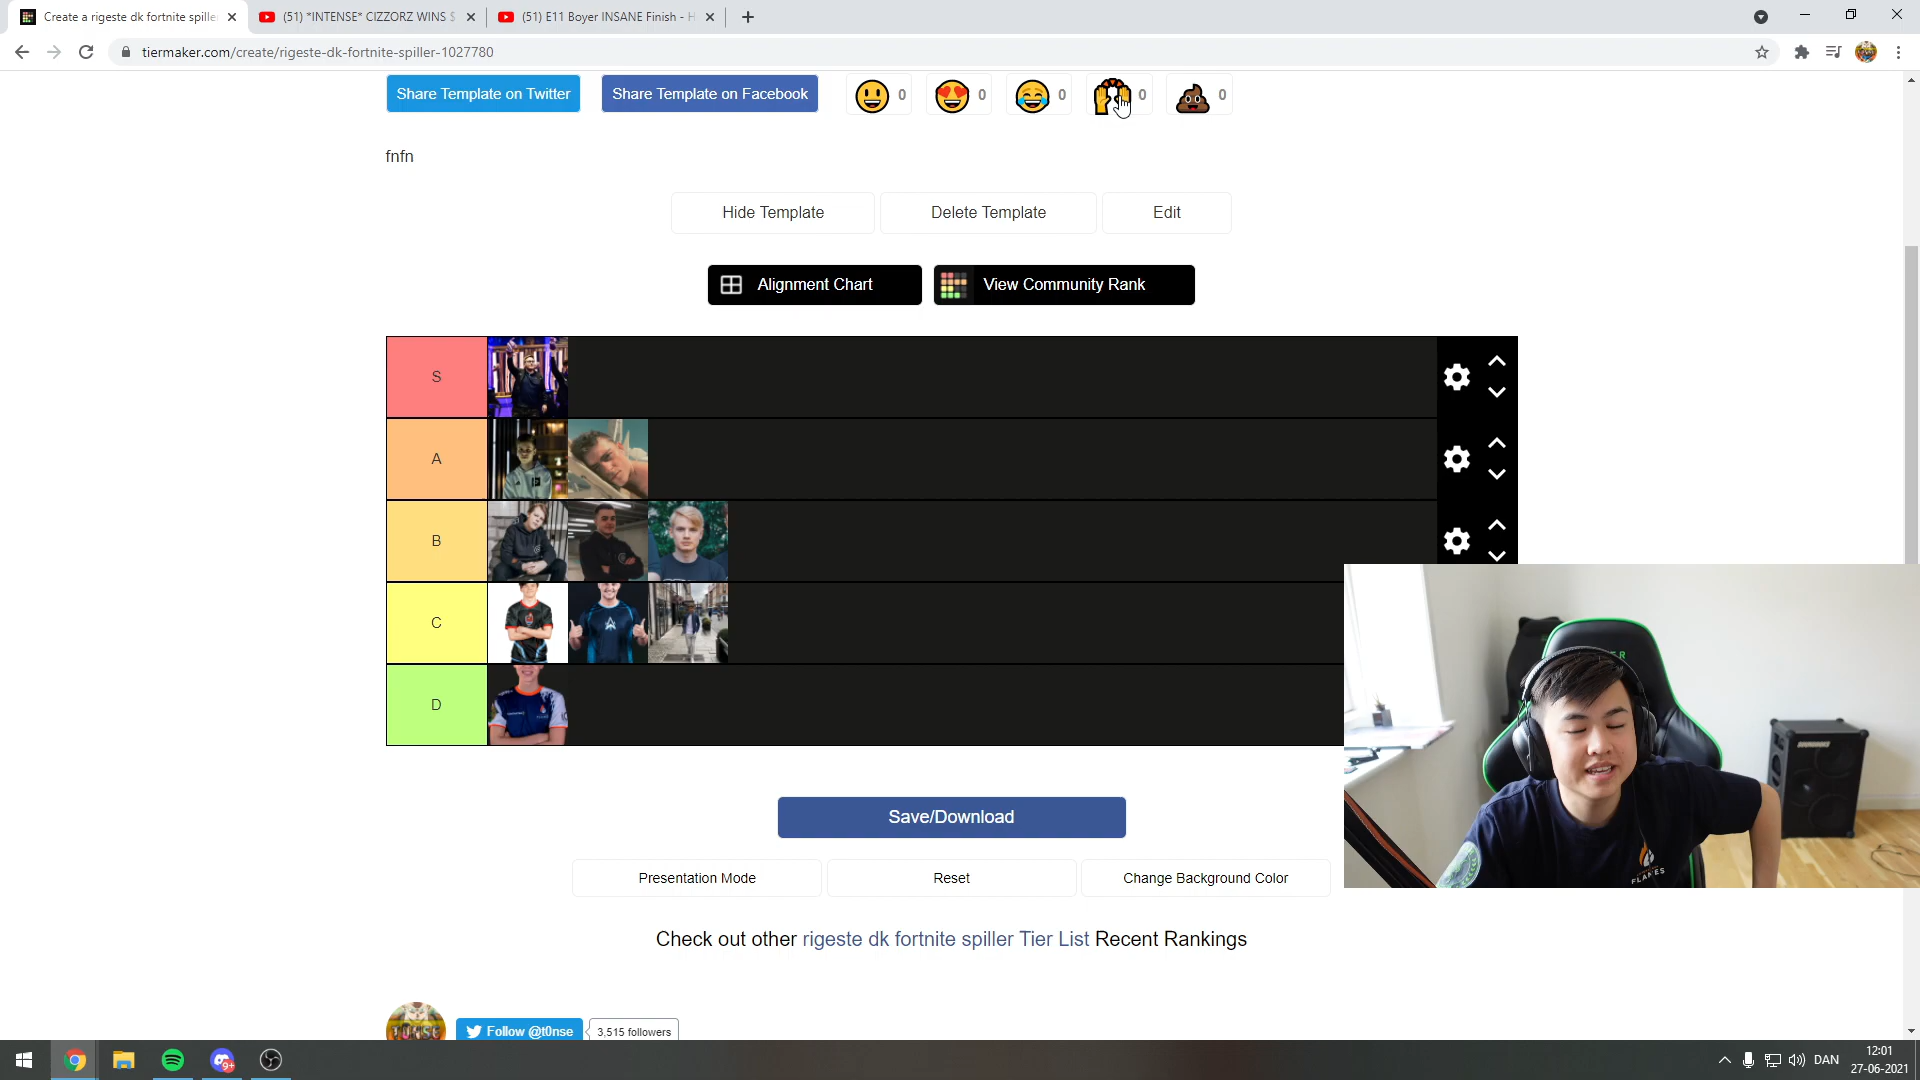 Create a rigeste dk fortnite spille
(51) *INTENSE* CIZZORZ WINS $
(51) E11 Boyer INSANE Finish - H
tiermaker.com/create/rigeste-dk-fortnite-spiller-1027780
Share Template on Twitter
Share Template on Facebook
0
0
0
0
0
fnfn
Hide Template
Delete Template
Edit
Alignment Chart
View Community Rank
S
A
B
C
D
FLAMES
Save/Download
Presentation Mode
Reset
Change Background Color
Check out other rigeste dk fortnite spiller Tier List Recent Rankings
T0NSE
Follow @t0nse
3,515 followers
9+
DAN
12:01
27-06-2021